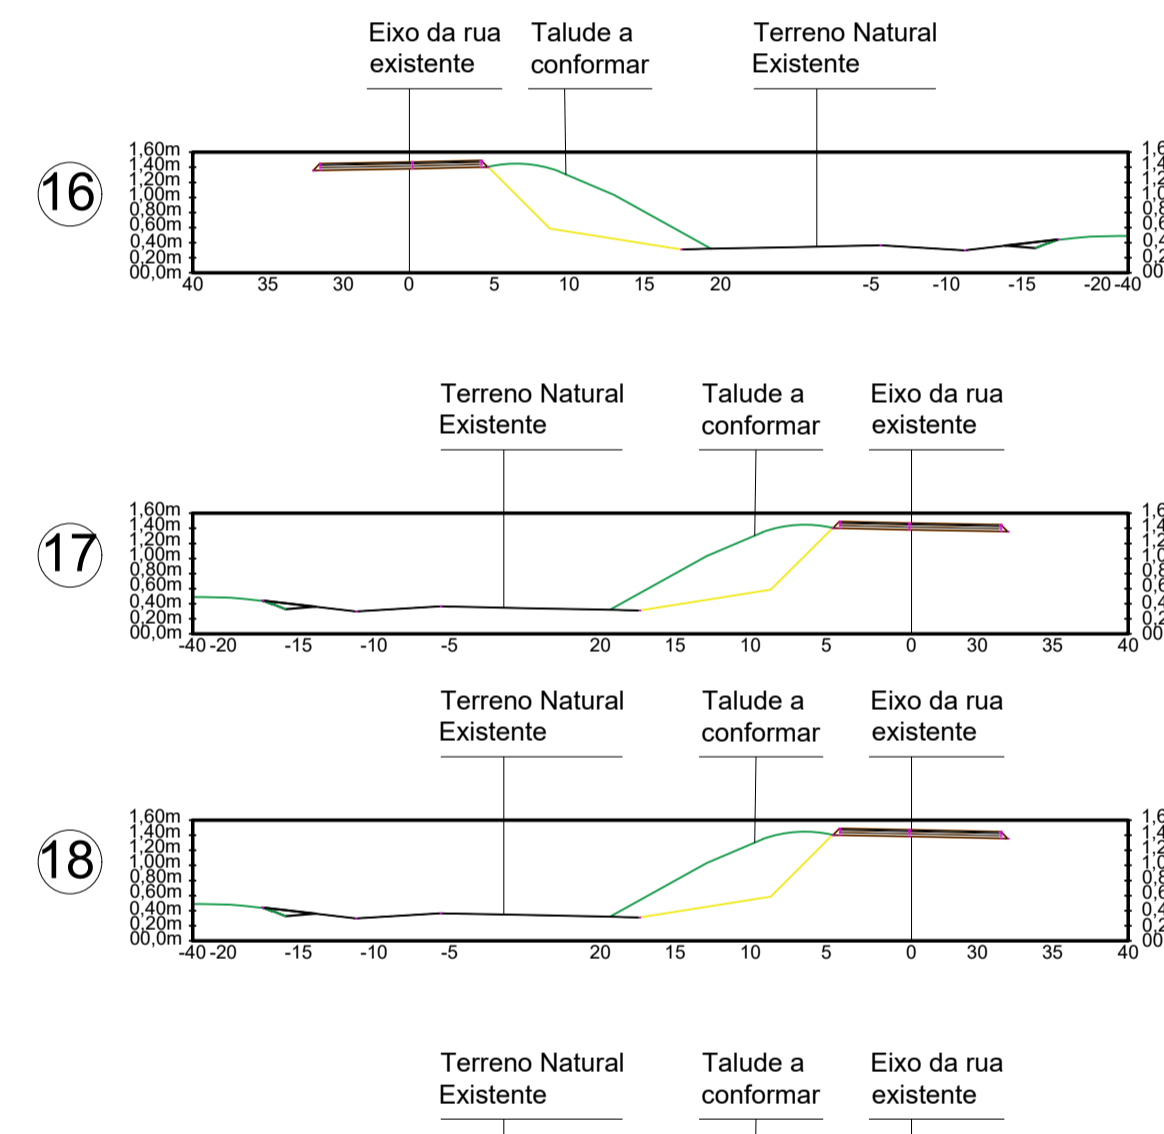 Eixo da rua existente
Talude a conformar
Terreno Natural Existente
16
1,60m
1,40m
1,20m
1,00m
0,80m
0,60m
0,40m
0,20m
00,0m
40 35 30 0 5 10 15 20 -5 -10 -15 -20 -40
Terreno Natural Existente
Talude a conformar
Eixo da rua existente
17
1,60m
1,40m
1,20m
1,00m
0,80m
0,60m
0,40m
0,20m
00,0m
-40 -20 -15 -10 -5 20 15 10 5 0 30 35 40
Terreno Natural Existente
Talude a conformar
Eixo da rua existente
18
1,60m
1,40m
1,20m
1,00m
0,80m
0,60m
0,40m
0,20m
00,0m
-40 -20 -15 -10 -5 20 15 10 5 0 30 35 40
Terreno Natural Existente
Talude a conformar
Eixo da rua existente